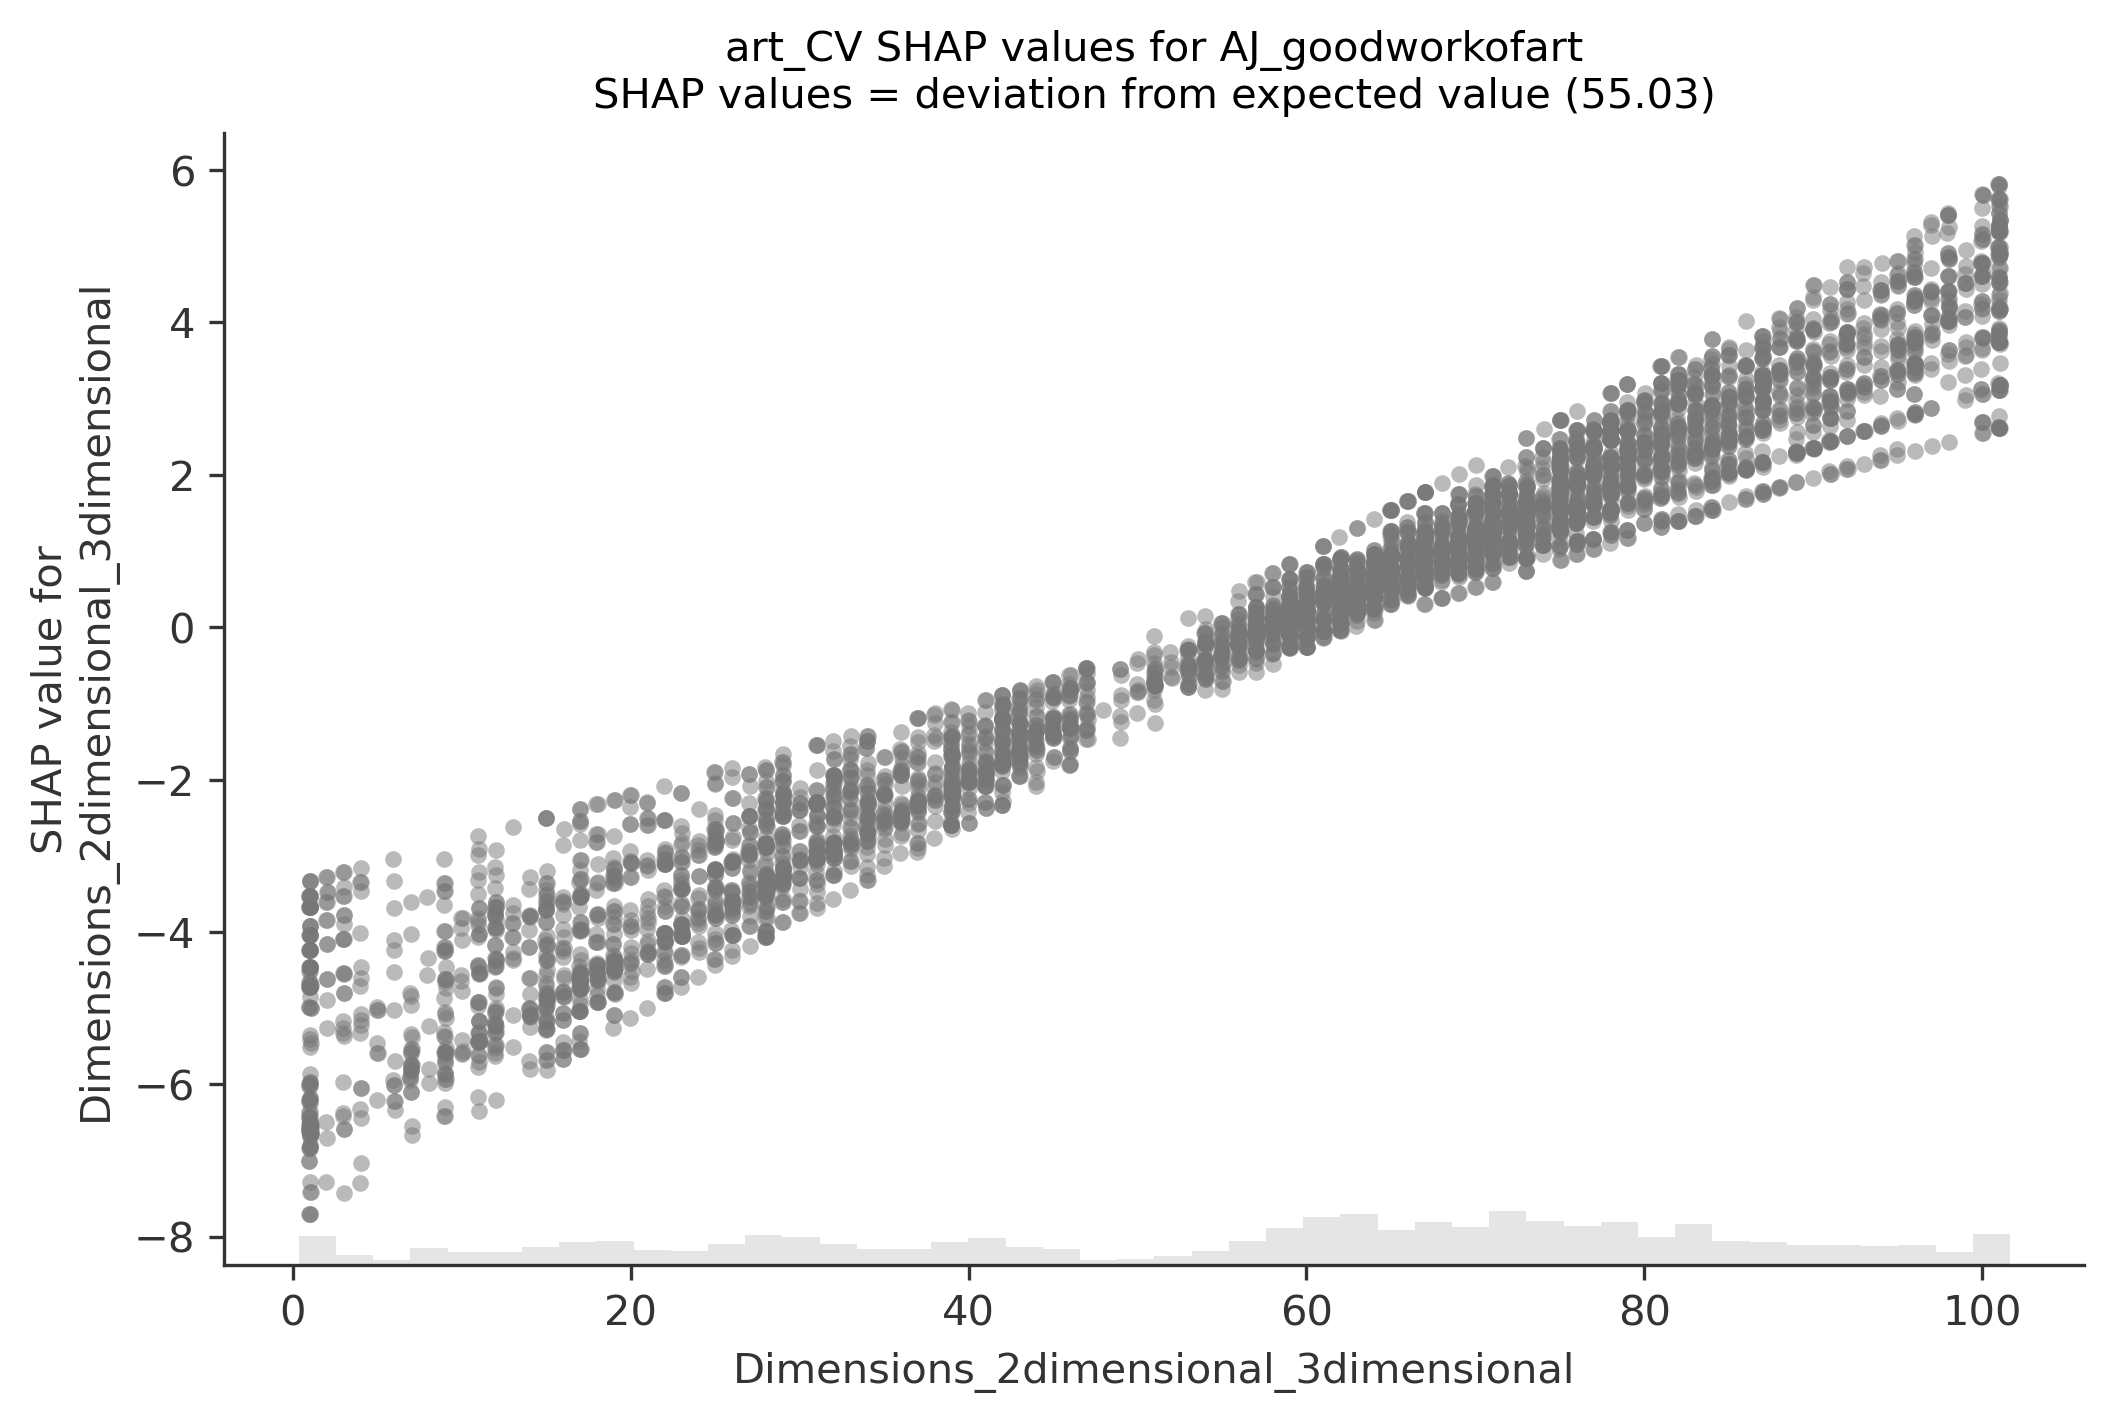 art_CV SHAP values for AJ_goodworkofart
SHAP values = deviation from expected value (55.03)
6
4
2
0
−2
−4
−6
−8
SHAP value for
Dimensions_2dimensional_3dimensional
0 20 40 60 80 100
Dimensions_2dimensional_3dimensional